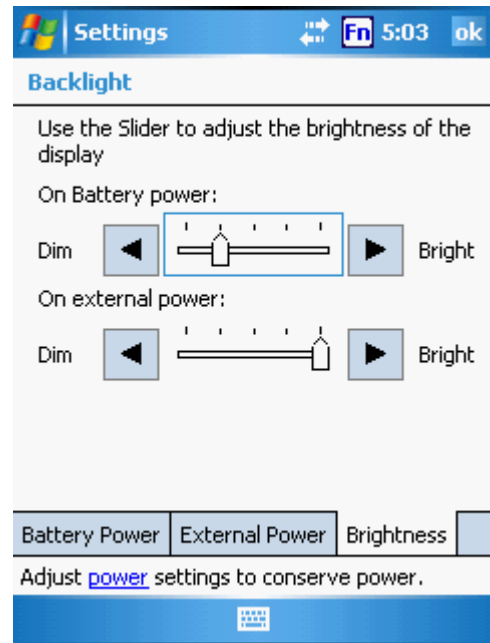 Settings Fn 5:03 ok
Backlight
Use the Slider to adjust the brightness of the
display
On Battery power:
Dim Bright
On external power:
Dim Bright
Battery Power External Power Brightness
Adjust power settings to conserve power.